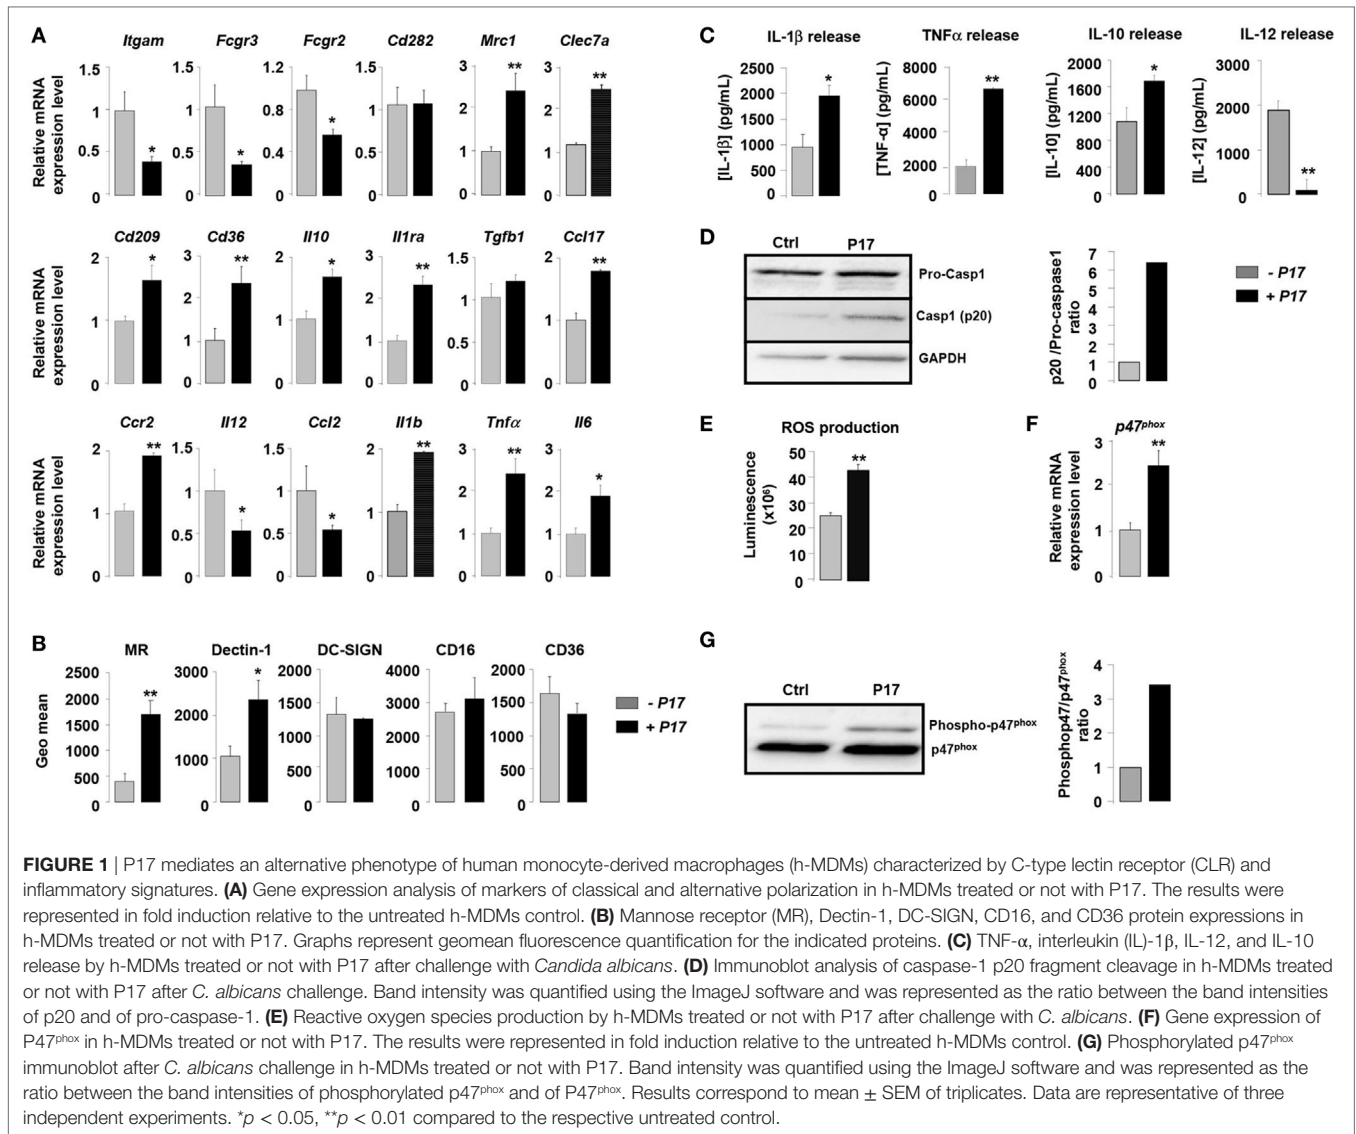 A
Itgam Fcgr3 Fcgr2 Cd282 Mrc1 Clec7a
Relative mRNA
expression level
1.5 1 0.5 0 *
1.5 1 0.5 0 *
1.2 0.8 0.4 0 *
1.5 1 0.5 0
3 2 1 0 **
3 2 1 0 **
Cd209 Cd36 Il10 Il1ra Tgfb1 Ccl17
Relative mRNA
expression level
2 1 0 *
3 2 1 0 **
2 1 0 *
3 2 1 0 **
2 1.5 1 0
2 1 0 **
Ccr2 Il12 Ccl2 Il1b Tnfα Il6
Relative mRNA
expression level
2 1 0 **
1.5 1 0.5 0 *
1.5 1 0.5 0 *
2 1 0 **
3 2 1 0 **
3 2 1 0 *
B
MR Dectin-1 DC-SIGN CD16 CD36
Geo mean
2500 2000 1500 1000 500 0 **
3000 2000 1000 0 *
2000 1500 1000 500 0
4000 3000 2000 1000 0
2000 1500 1000 500 0
- P17
+ P17
C
IL-1β release TNFα release IL-10 release IL-12 release
[IL-1β] (pg/mL)
2500 2000 1500 1000 500 0 *
[TNF-α] (pg/mL)
8000 6000 4000 2000 0 **
[IL-10] (pg/mL)
2000 1600 1200 800 400 0 *
[IL-12] (pg/mL)
3000 2000 1000 0 **
D
Ctrl P17
Pro-Casp1
Casp1 (p20)
GAPDH
p20 /Pro-caspase1
ratio
7 6 5 4 3 2 1 0
- P17
+ P17
E
ROS production
Luminescence
(x10⁶)
50 40 30 20 10 0 **
F
p47ᵖʰᵒˣ
Relative mRNA
expression level
3 2 1 0 **
G
Ctrl P17
Phospho-p47ᵖʰᵒˣ
p47ᵖʰᵒˣ
Phosphop47/p47ᵖʰᵒˣ
ratio
4 3 2 1 0
FIGURE 1 | P17 mediates an alternative phenotype of human monocyte-derived macrophages (h-MDMs) characterized by C-type lectin receptor (CLR) and
inflammatory signatures. (A) Gene expression analysis of markers of classical and alternative polarization in h-MDMs treated or not with P17. The results were
represented in fold induction relative to the untreated h-MDMs control. (B) Mannose receptor (MR), Dectin-1, DC-SIGN, CD16, and CD36 protein expressions in
h-MDMs treated or not with P17. Graphs represent geomean fluorescence quantification for the indicated proteins. (C) TNF-α, interleukin (IL)-1β, IL-12, and IL-10
release by h-MDMs treated or not with P17 after challenge with Candida albicans. (D) Immunoblot analysis of caspase-1 p20 fragment cleavage in h-MDMs treated
or not with P17 after C. albicans challenge. Band intensity was quantified using the ImageJ software and was represented as the ratio between the band intensities
of p20 and of pro-caspase-1. (E) Reactive oxygen species production by h-MDMs treated or not with P17 after challenge with C. albicans. (F) Gene expression of
P47ᵖʰᵒˣ in h-MDMs treated or not with P17. The results were represented in fold induction relative to the untreated h-MDMs control. (G) Phosphorylated p47ᵖʰᵒˣ
immunoblot after C. albicans challenge in h-MDMs treated or not with P17. Band intensity was quantified using the ImageJ software and was represented as the
ratio between the band intensities of phosphorylated p47ᵖʰᵒˣ and of P47ᵖʰᵒˣ. Results correspond to mean ± SEM of triplicates. Data are representative of three
independent experiments. *p < 0.05, **p < 0.01 compared to the respective untreated control.